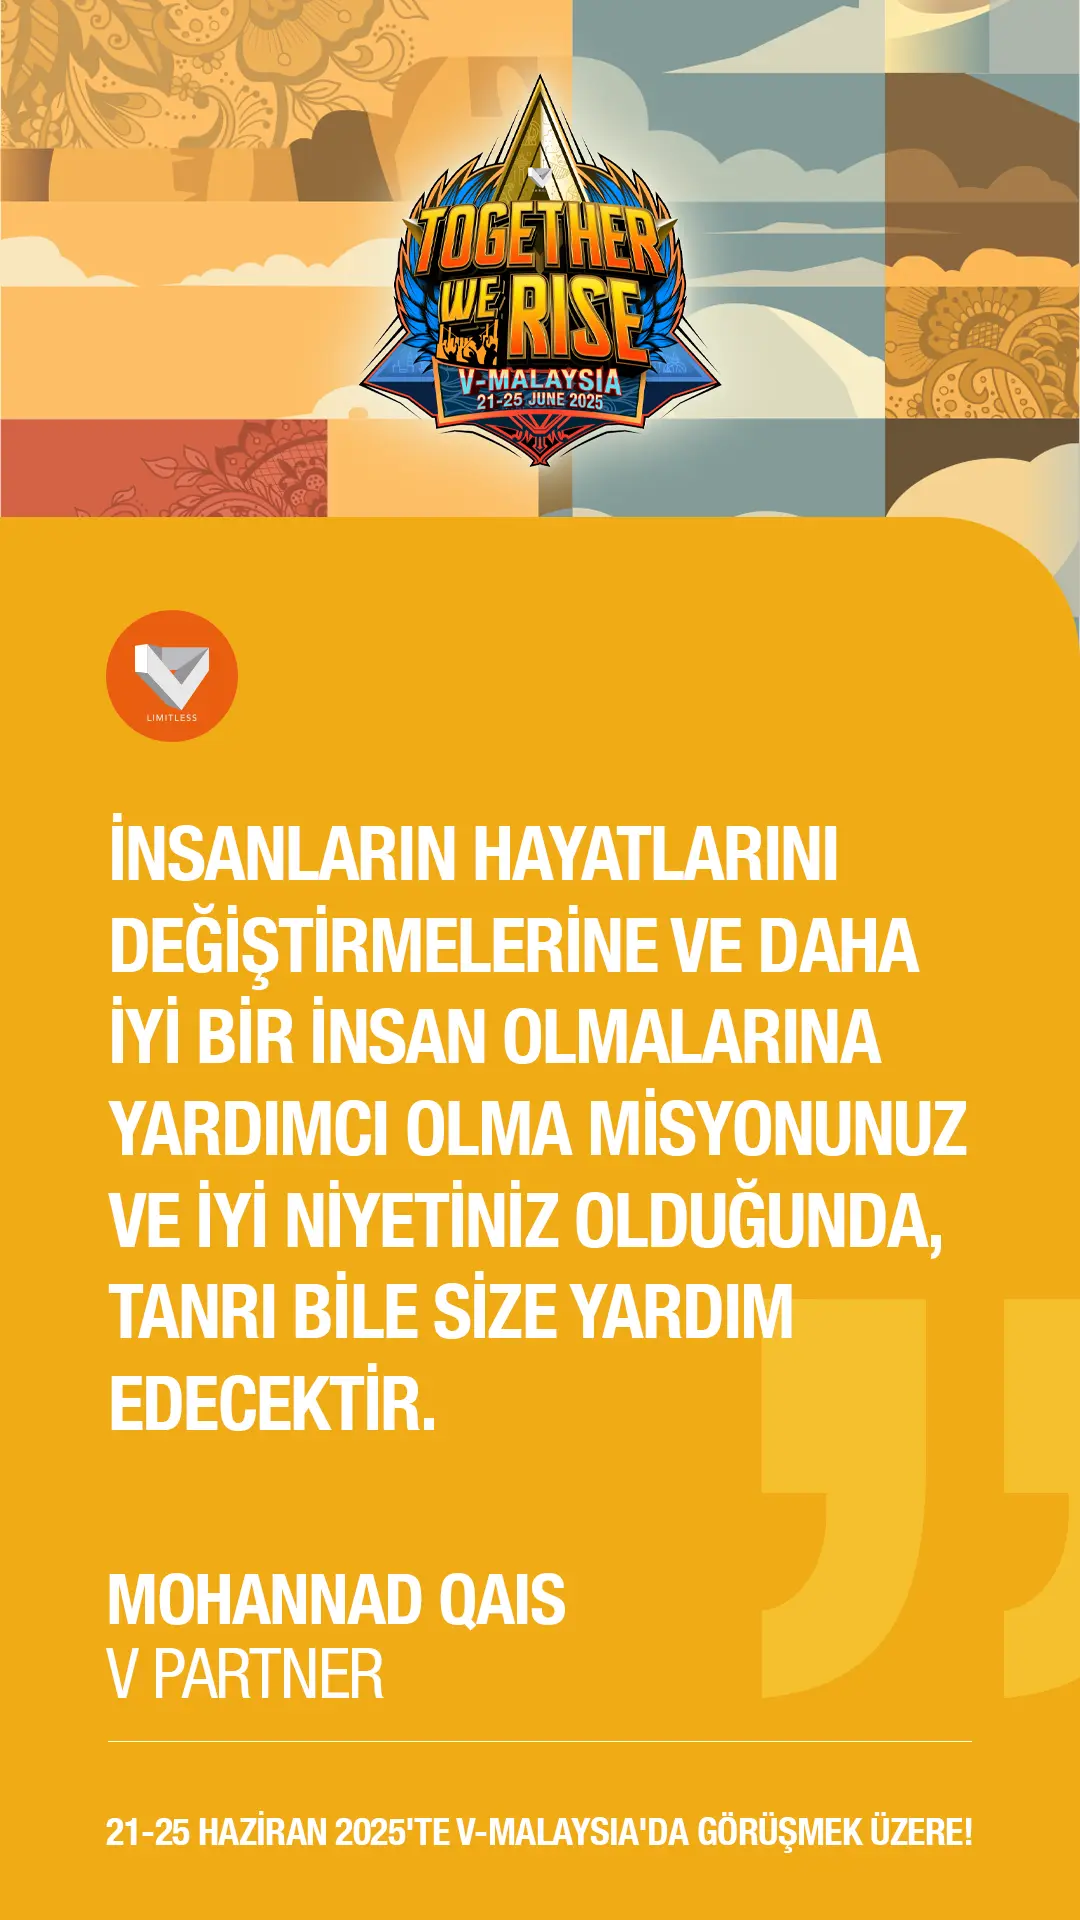 TOGETHER
WE RISE
V-MALAYSIA
21-25 JUNE 2025
LIMITLESS
İNSANLARIN HAYATLARINI
DEĞİŞTİRMELERİNE VE DAHA
İYİ BİR İNSAN OLMALARINA
YARDIMCI OLMA MİSYONUNUZ
VE İYİ NİYETİNİZ OLDUĞUNDA,
TANRI BİLE SİZE YARDIM
EDECEKTİR.
MOHANNAD QAIS
V PARTNER
21-25 HAZİRAN 2025'TE V-MALAYSIA'DA GÖRÜŞMEK ÜZERE!